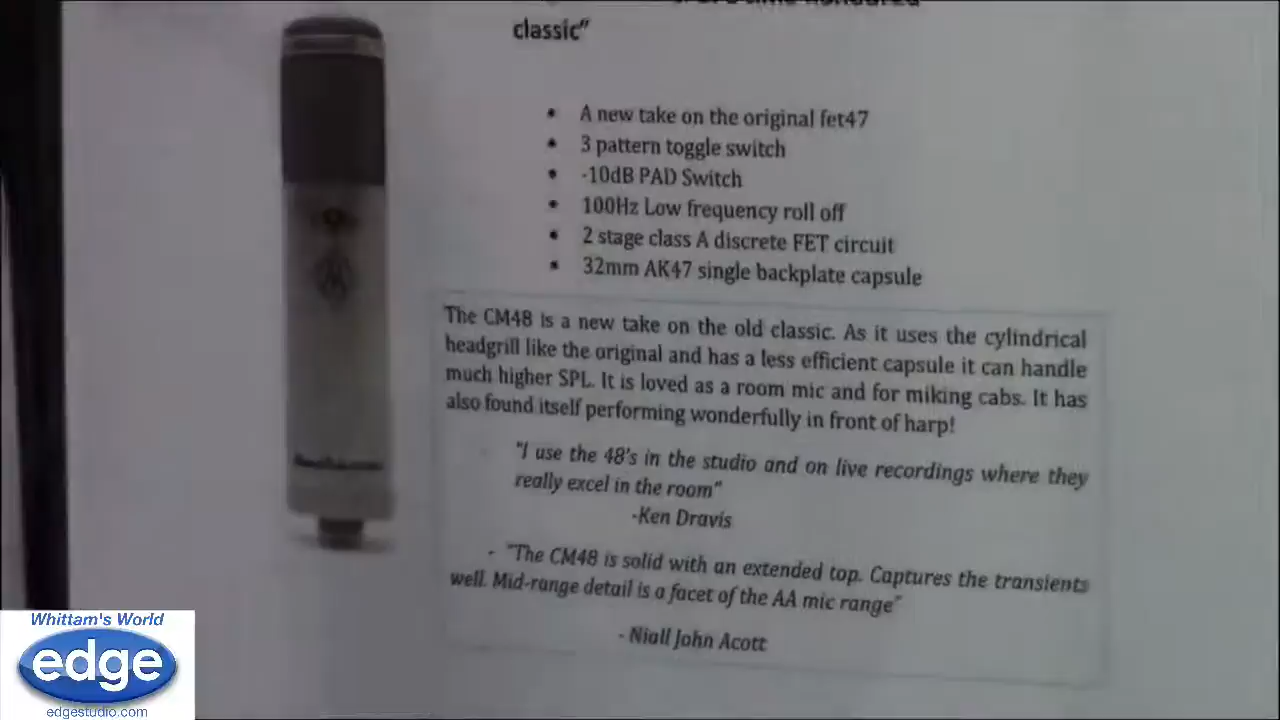 classic"
• A new take on the original fet47
• 3 pattern toggle switch
• -10dB PAD Switch
• 100Hz Low frequency roll off
• 2 stage class A discrete FET circuit
• 32mm AK47 single backplate capsule
The CM48 is a new take on the old classic. As it uses the cylindrical
headgrill like the original and has a less efficient capsule it can handle
much higher SPL. It is loved as a room mic and for miking cabs. It has
also found itself performing wonderfully in front of harp!
"I use the 48's in the studio and on live recordings where they
really excel in the room"
-Ken Dravis
- "The CM48 is solid with an extended top. Captures the transients
well. Mid-range detail is a facet of the AA mic range"
- Niall John Acott
Whittam's World
edge
edgestudio.com